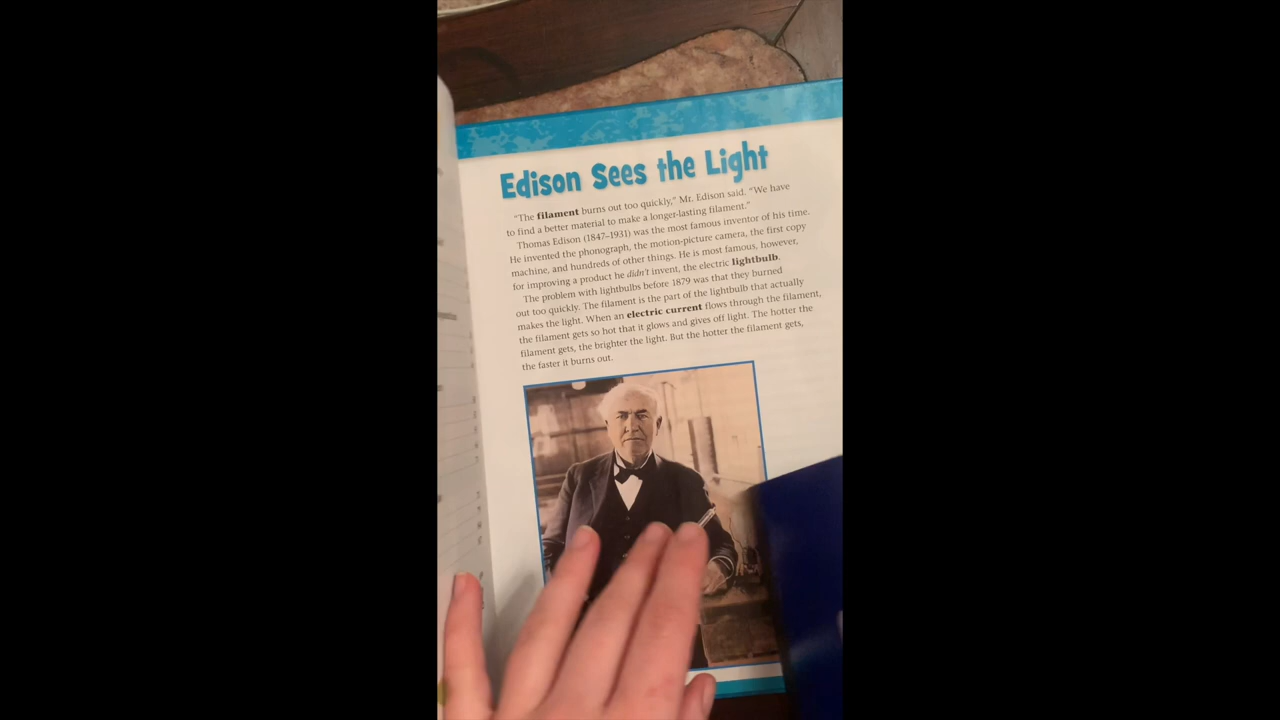 Edison Sees the Light
"The filament burns out too quickly," Mr. Edison said. "We have
to find a better material to make a longer-lasting filament."
Thomas Edison (1847–1931) was the most famous inventor of his time.
He invented the phonograph, the motion-picture camera, the first copy
machine, and hundreds of other things. He is most famous, however,
for improving a product he didn't invent, the electric lightbulb.
The problem with lightbulbs before 1879 was that they burned
out too quickly. The filament is the part of the lightbulb that actually
makes the light. When an electric current flows through the filament,
the filament gets so hot that it glows and gives off light. The hotter the
filament gets, the brighter the light. But the hotter the filament gets,
the faster it burns out.